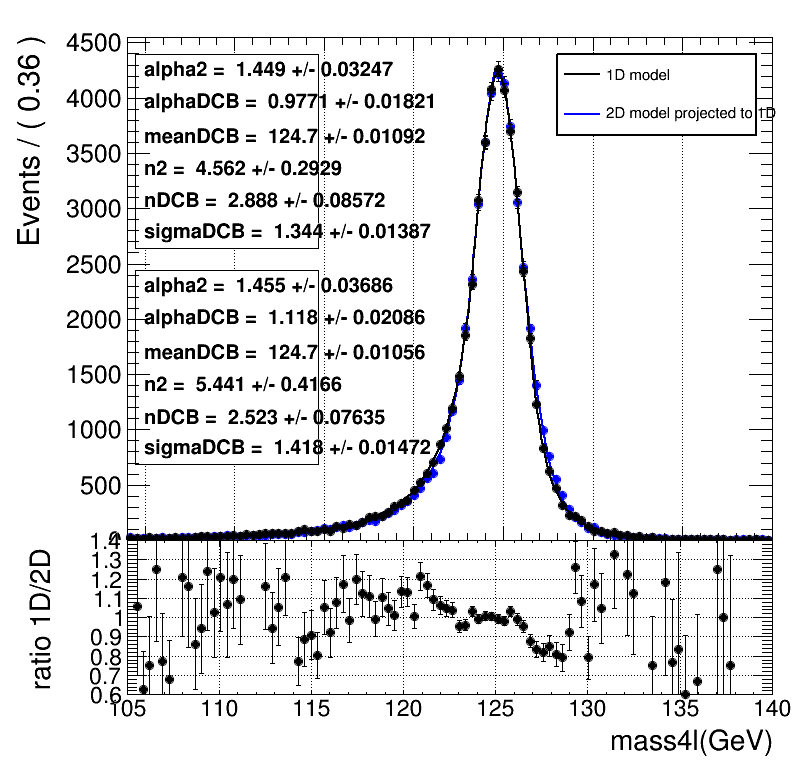 4500
4000
3500
3000
2500
2000
1500
1000
500
Events / ( 0.36 )
alpha2 = 1.449 +/- 0.03247
alphaDCB = 0.9771 +/- 0.01821
meanDCB = 124.7 +/- 0.01092
n2 = 4.562 +/- 0.2929
nDCB = 2.888 +/- 0.08572
sigmaDCB = 1.344 +/- 0.01387
alpha2 = 1.455 +/- 0.03686
alphaDCB = 1.118 +/- 0.02086
meanDCB = 124.7 +/- 0.01056
n2 = 5.441 +/- 0.4166
nDCB = 2.523 +/- 0.07635
sigmaDCB = 1.418 +/- 0.01472
1D model
2D model projected to 1D
1.4
1.3
1.2
1.1
1
0.9
0.8
0.7
0.6
ratio 1D/2D
105 110 115 120 125 130 135 140
mass4l(GeV)